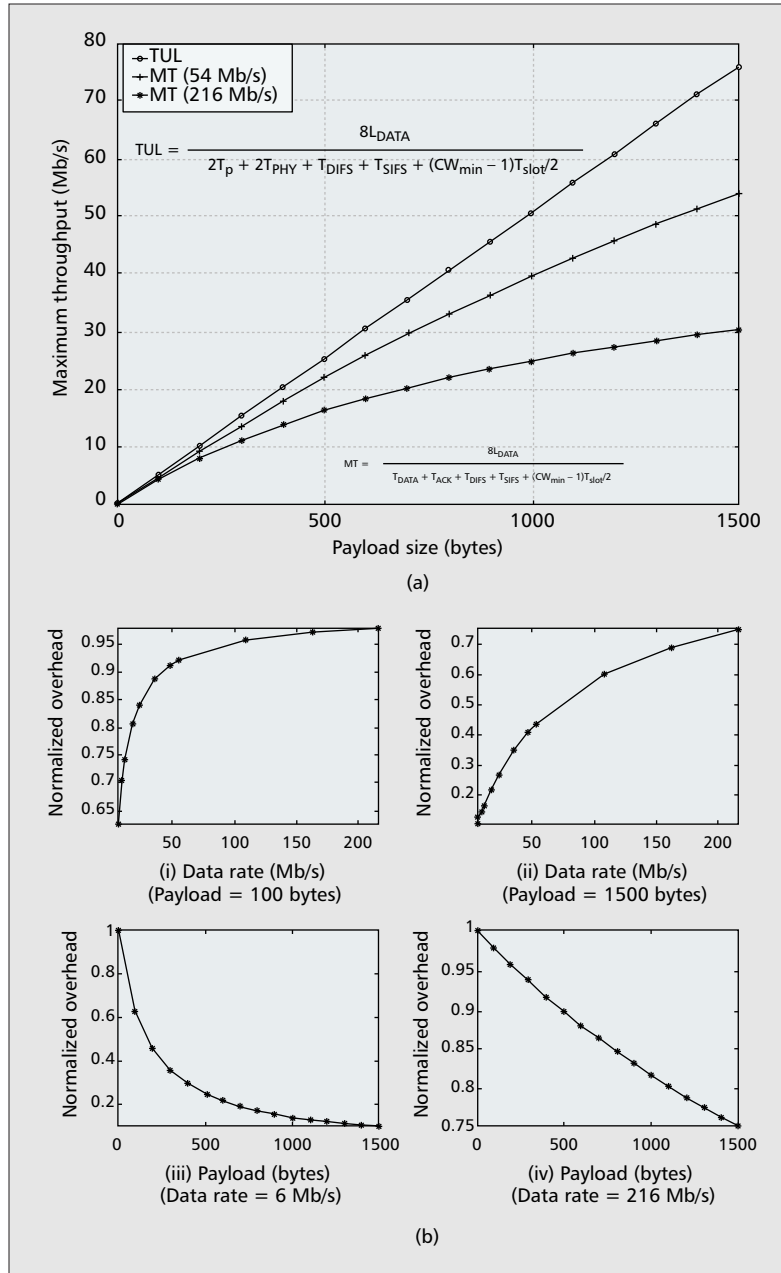 80
70
60
50
40
30
20
10
0
Maximum throughput (Mb/s)
TUL
MT (54 Mb/s)
MT (216 Mb/s)
TUL = 8L_DATA / 2T_p + 2T_PHY + T_DIFS + T_SIFS + (CW_min – 1)T_slot/2
MT = 8L_DATA / T_DATA + T_ACK + T_DIFS + T_SIFS + (CW_min – 1)T_slot/2
0 500 1000 1500
Payload size (bytes)
(a)
Normalized overhead
0.95
0.9
0.85
0.8
0.75
0.7
0.65
50 100 150 200
(i) Data rate (Mb/s)
(Payload = 100 bytes)
Normalized overhead
0.7
0.6
0.5
0.4
0.3
0.2
50 100 150 200
(ii) Data rate (Mb/s)
(Payload = 1500 bytes)
Normalized overhead
1
0.8
0.6
0.4
0.2
0 500 1000 1500
(iii) Payload (bytes)
(Data rate = 6 Mb/s)
Normalized overhead
1
0.95
0.9
0.85
0.8
0.75
0 500 1000 1500
(iv) Payload (bytes)
(Data rate = 216 Mb/s)
(b)